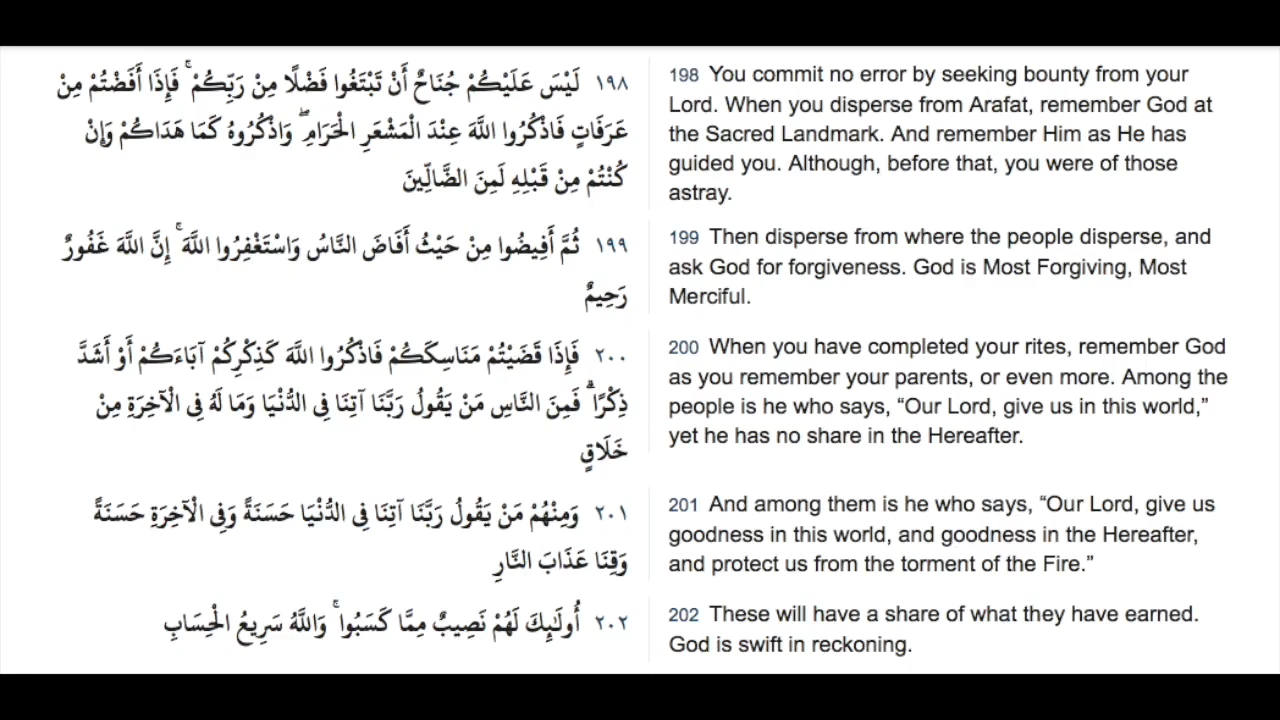 ١٩٨ لَيْسَ عَلَيْكُمْ جُنَاحٌ أَنْ تَبْتَغُوا فَضْلًا مِنْ رَبِّكُمْ ۚ فَإِذَا أَفَضْتُمْ مِنْ
عَرَفَاتٍ فَاذْكُرُوا اللَّهَ عِنْدَ الْمَشْعَرِ الْحَرَامِ ۖ وَاذْكُرُوهُ كَمَا هَدَاكُمْ وَإِنْ
كُنْتُمْ مِنْ قَبْلِهِ لَمِنَ الضَّالِّينَ
198 You commit no error by seeking bounty from your
Lord. When you disperse from Arafat, remember God at
the Sacred Landmark. And remember Him as He has
guided you. Although, before that, you were of those
astray.
١٩٩ ثُمَّ أَفِيضُوا مِنْ حَيْثُ أَفَاضَ النَّاسُ وَاسْتَغْفِرُوا اللَّهَ ۚ إِنَّ اللَّهَ غَفُورٌ
رَحِيمٌ
199 Then disperse from where the people disperse, and
ask God for forgiveness. God is Most Forgiving, Most
Merciful.
٢٠٠ فَإِذَا قَضَيْتُمْ مَنَاسِكَكُمْ فَاذْكُرُوا اللَّهَ كَذِكْرِكُمْ آبَاءَكُمْ أَوْ أَشَدَّ
ذِكْرًا ۗ فَمِنَ النَّاسِ مَنْ يَقُولُ رَبَّنَا آتِنَا فِي الدُّنْيَا وَمَا لَهُ فِي الْآخِرَةِ مِنْ
خَلَاقٍ
200 When you have completed your rites, remember God
as you remember your parents, or even more. Among the
people is he who says, “Our Lord, give us in this world,”
yet he has no share in the Hereafter.
٢٠١ وَمِنْهُمْ مَنْ يَقُولُ رَبَّنَا آتِنَا فِي الدُّنْيَا حَسَنَةً وَفِي الْآخِرَةِ حَسَنَةً
وَقِنَا عَذَابَ النَّارِ
201 And among them is he who says, “Our Lord, give us
goodness in this world, and goodness in the Hereafter,
and protect us from the torment of the Fire.”
٢٠٢ أُولَٰئِكَ لَهُمْ نَصِيبٌ مِمَّا كَسَبُوا ۚ وَاللَّهُ سَرِيعُ الْحِسَابِ
202 These will have a share of what they have earned.
God is swift in reckoning.